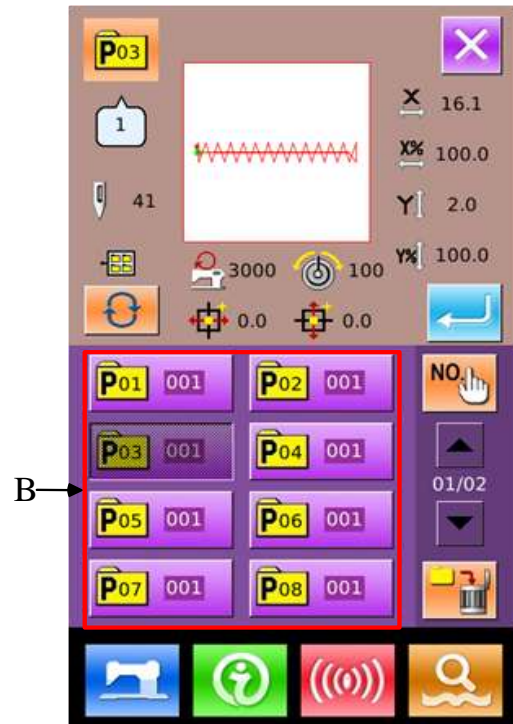 P03
1
X 16.1
X% 100.0
41
Y 2.0
3000 100 Y% 100.0
0.0 0.0
P01 001 P02 001 NO.
P03 001 P04 001
B 01/02
P05 001 P06 001
P07 001 P08 001